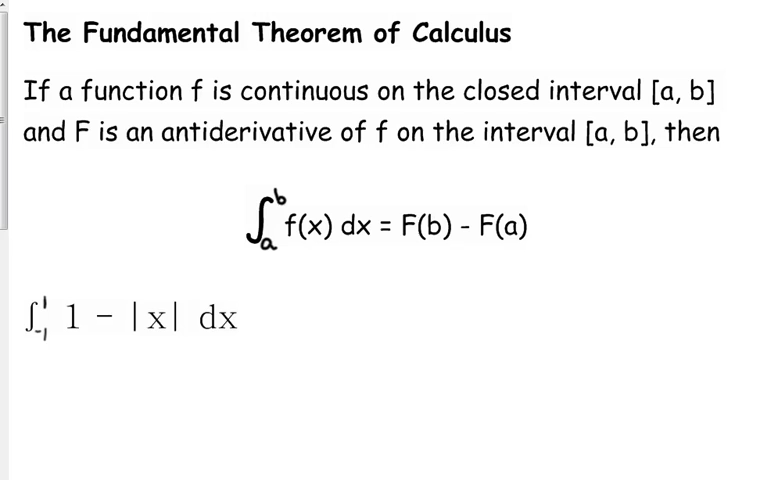 The Fundamental Theorem of Calculus
If a function f is continuous on the closed interval [a, b]
and F is an antiderivative of f on the interval [a, b], then
∫ₐᵇ f(x) dx = F(b) - F(a)
∫₋₁¹ 1 - |x| dx